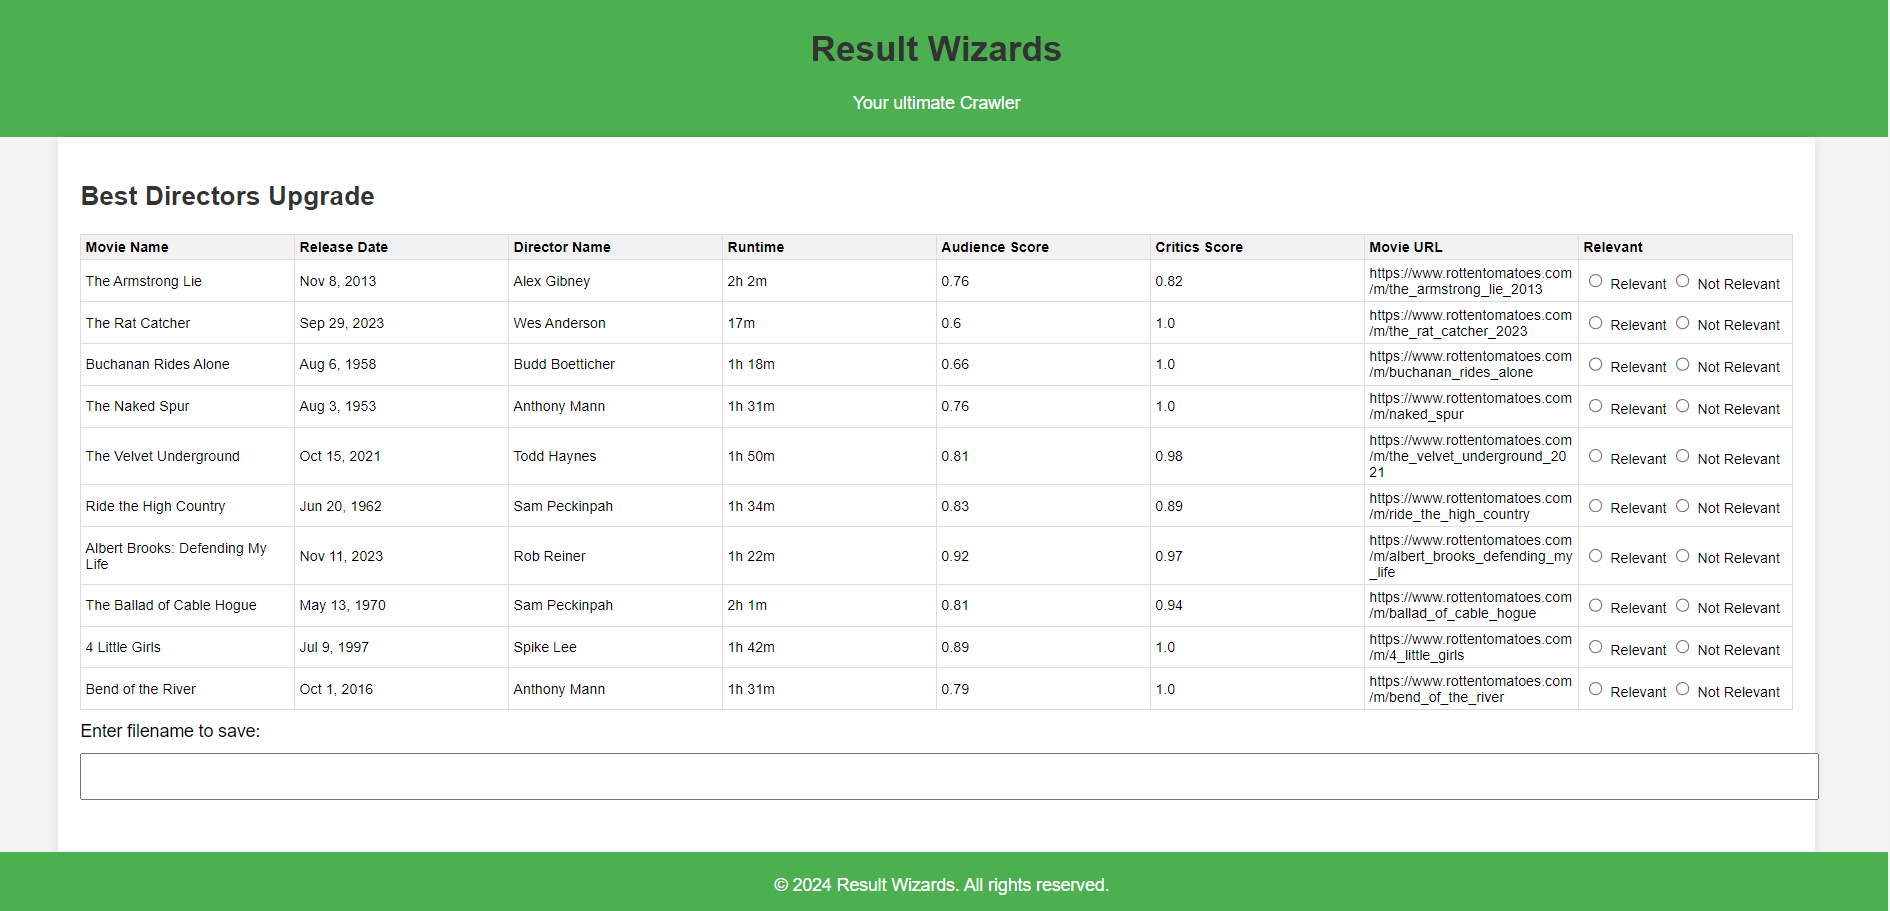 Result Wizards
Your ultimate Crawler
Best Directors Upgrade
Movie Name Release Date Director Name Runtime Audience Score Critics Score Movie URL Relevant
The Armstrong Lie Nov 8, 2013 Alex Gibney 2h 2m 0.76 0.82 https://www.rottentomatoes.com
/m/the_armstrong_lie_2013 Relevant Not Relevant
The Rat Catcher Sep 29, 2023 Wes Anderson 17m 0.6 1.0 https://www.rottentomatoes.com
/m/the_rat_catcher_2023 Relevant Not Relevant
Buchanan Rides Alone Aug 6, 1958 Budd Boetticher 1h 18m 0.66 1.0 https://www.rottentomatoes.com
/m/buchanan_rides_alone Relevant Not Relevant
The Naked Spur Aug 3, 1953 Anthony Mann 1h 31m 0.76 1.0 https://www.rottentomatoes.com
/m/naked_spur Relevant Not Relevant
The Velvet Underground Oct 15, 2021 Todd Haynes 1h 50m 0.81 0.98 https://www.rottentomatoes.com
/m/the_velvet_underground_20
21 Relevant Not Relevant
Ride the High Country Jun 20, 1962 Sam Peckinpah 1h 34m 0.83 0.89 https://www.rottentomatoes.com
/m/ride_the_high_country Relevant Not Relevant
Albert Brooks: Defending My
Life Nov 11, 2023 Rob Reiner 1h 22m 0.92 0.97 https://www.rottentomatoes.com
/m/albert_brooks_defending_my
_life Relevant Not Relevant
The Ballad of Cable Hogue May 13, 1970 Sam Peckinpah 2h 1m 0.81 0.94 https://www.rottentomatoes.com
/m/ballad_of_cable_hogue Relevant Not Relevant
4 Little Girls Jul 9, 1997 Spike Lee 1h 42m 0.89 1.0 https://www.rottentomatoes.com
/m/4_little_girls Relevant Not Relevant
Bend of the River Oct 1, 2016 Anthony Mann 1h 31m 0.79 1.0 https://www.rottentomatoes.com
/m/bend_of_the_river Relevant Not Relevant
Enter filename to save:
© 2024 Result Wizards. All rights reserved.